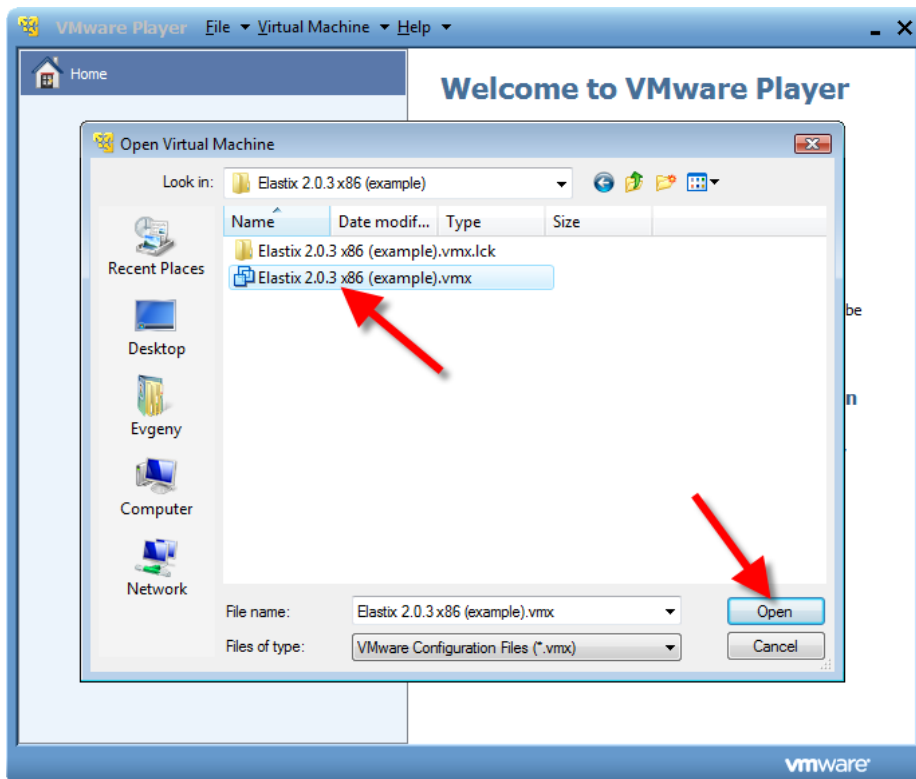 VMware Player File Virtual Machine Help
Home
Welcome to VMware Player
Open Virtual Machine
Look in: Elastix 2.0.3 x86 (example)
Name Date modif... Type Size
Elastix 2.0.3 x86 (example).vmx.lck
Elastix 2.0.3 x86 (example).vmx
Recent Places
Desktop
Evgeny
Computer
Network
be
n
File name: Elastix 2.0.3 x86 (example).vmx Open
Files of type: VMware Configuration Files (*.vmx) Cancel
vmware